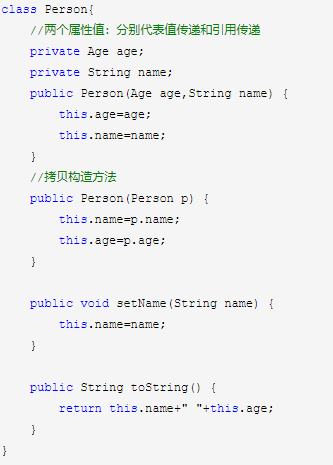 class Person{
    //两个属性值：分别代表值传递和引用传递
    private Age age;
    private String name;
    public Person(Age age,String name) {
        this.age=age;
        this.name=name;
    }
    //拷贝构造方法
    public Person(Person p) {
        this.name=p.name;
        this.age=p.age;
    }

    public void setName(String name) {
        this.name=name;
    }

    public String toString() {
        return this.name+" "+this.age;
    }
}